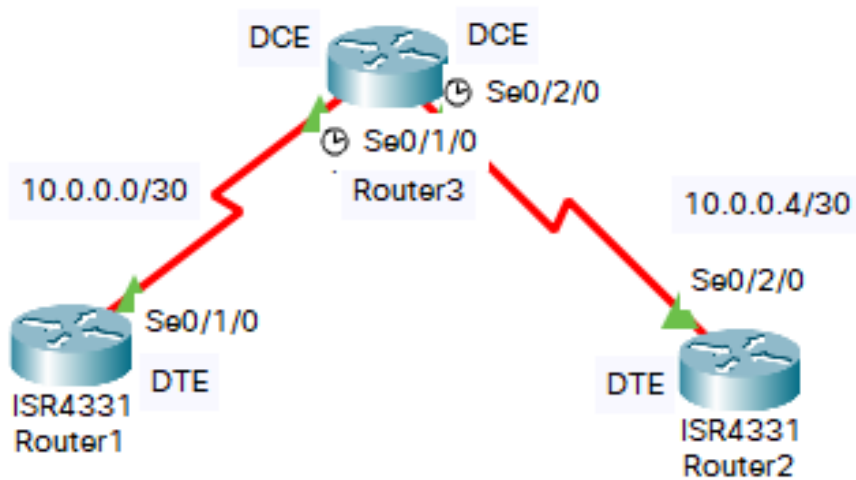 DCE
DCE
Se0/2/0
Se0/1/0
10.0.0.0/30
Router3
10.0.0.4/30
Se0/2/0
Se0/1/0
DTE
DTE
ISR4331
Router1
ISR4331
Router2